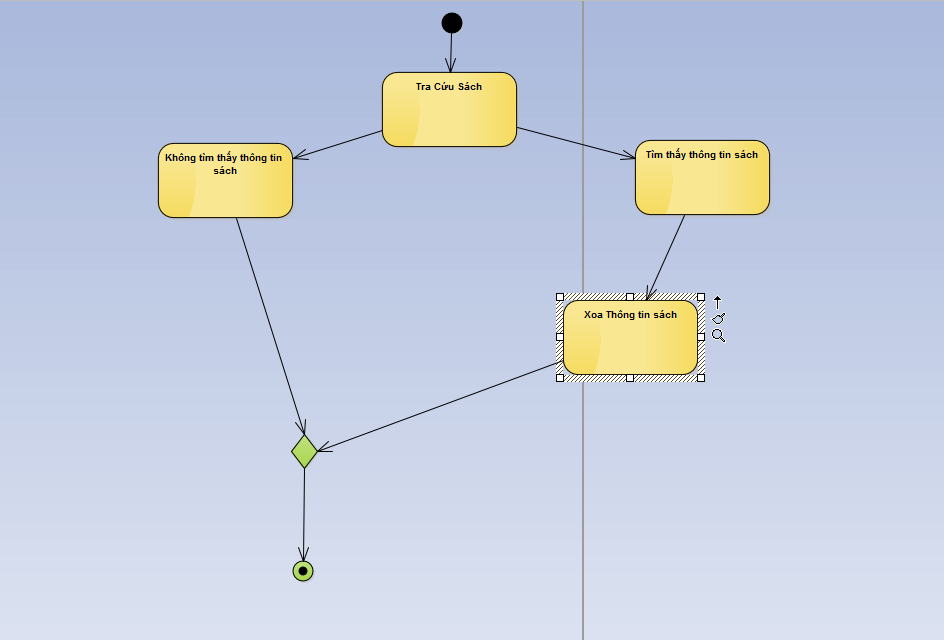 Tra Cứu Sách
Không tìm thấy thông tin
sách
Tìm thấy thông tin sách
Xoa Thông tin sách